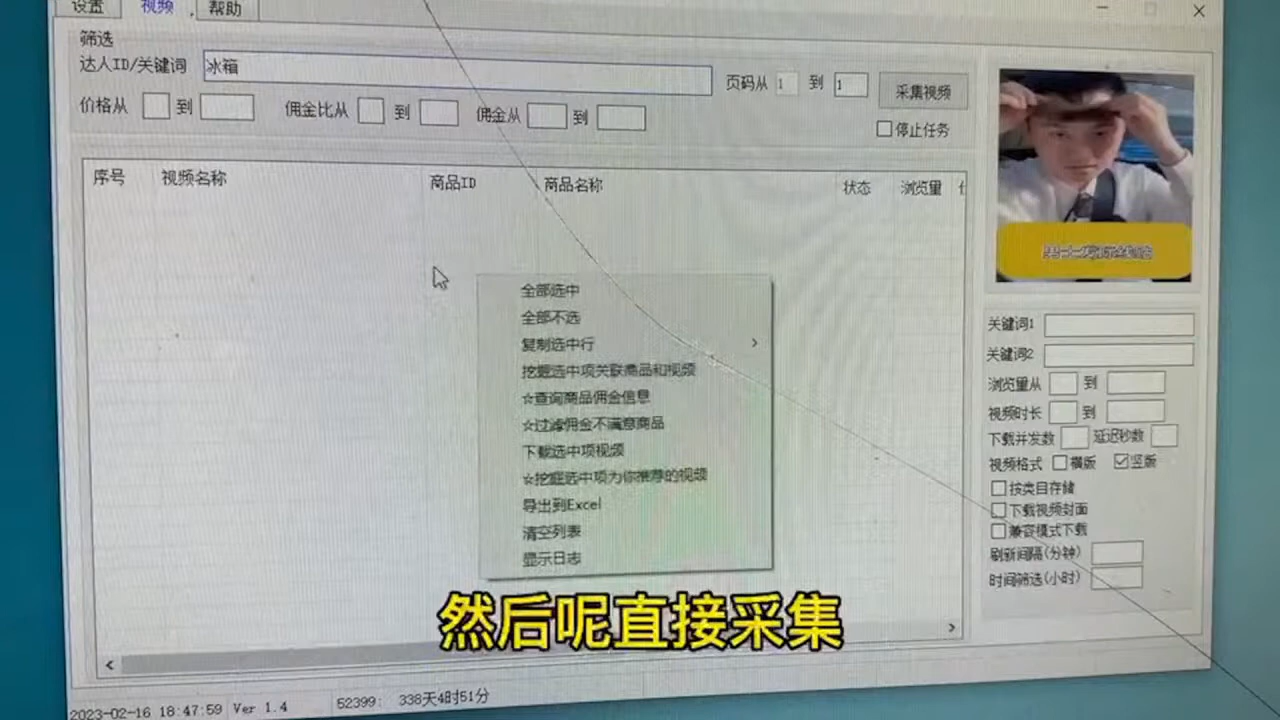 设置 视频 帮助
筛选
达人ID/关键词 冰箱 页码从 1 到 1 采集视频
价格从 到 佣金比从 到 佣金从 到 停止任务
序号 视频名称 商品ID 商品名称 状态 浏览量
全部选中
全部不选
复制选中行
挖掘选中项关联商品和视频
☆查询商品佣金信息
☆过滤佣金不满意商品
下载选中项视频
☆挖掘选中项为你推荐的视频
导出到Excel
清空列表
显示日志
关键词1
关键词2
浏览量从 到
视频时长 到
下载并发数 延迟秒数
视频格式 横版 竖版
按类目存储
下载视频封面
兼容模式下载
刷新间隔(分钟)
时间筛选(小时)
然后呢直接采集
2023-02-16 18:47:59 Ver 1.4 52399: 338天4时51分